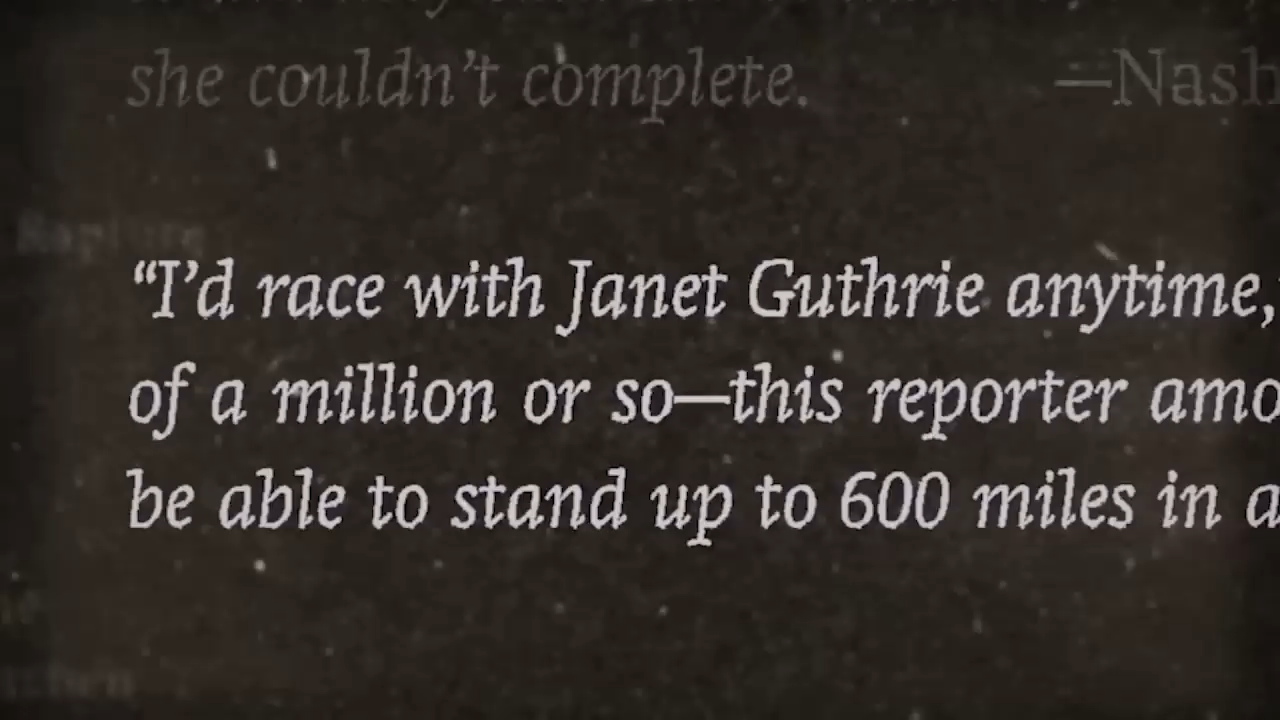 she couldn’t complete. —Nash
“I’d race with Janet Guthrie anytime,
of a million or so—this reporter amo
be able to stand up to 600 miles in a